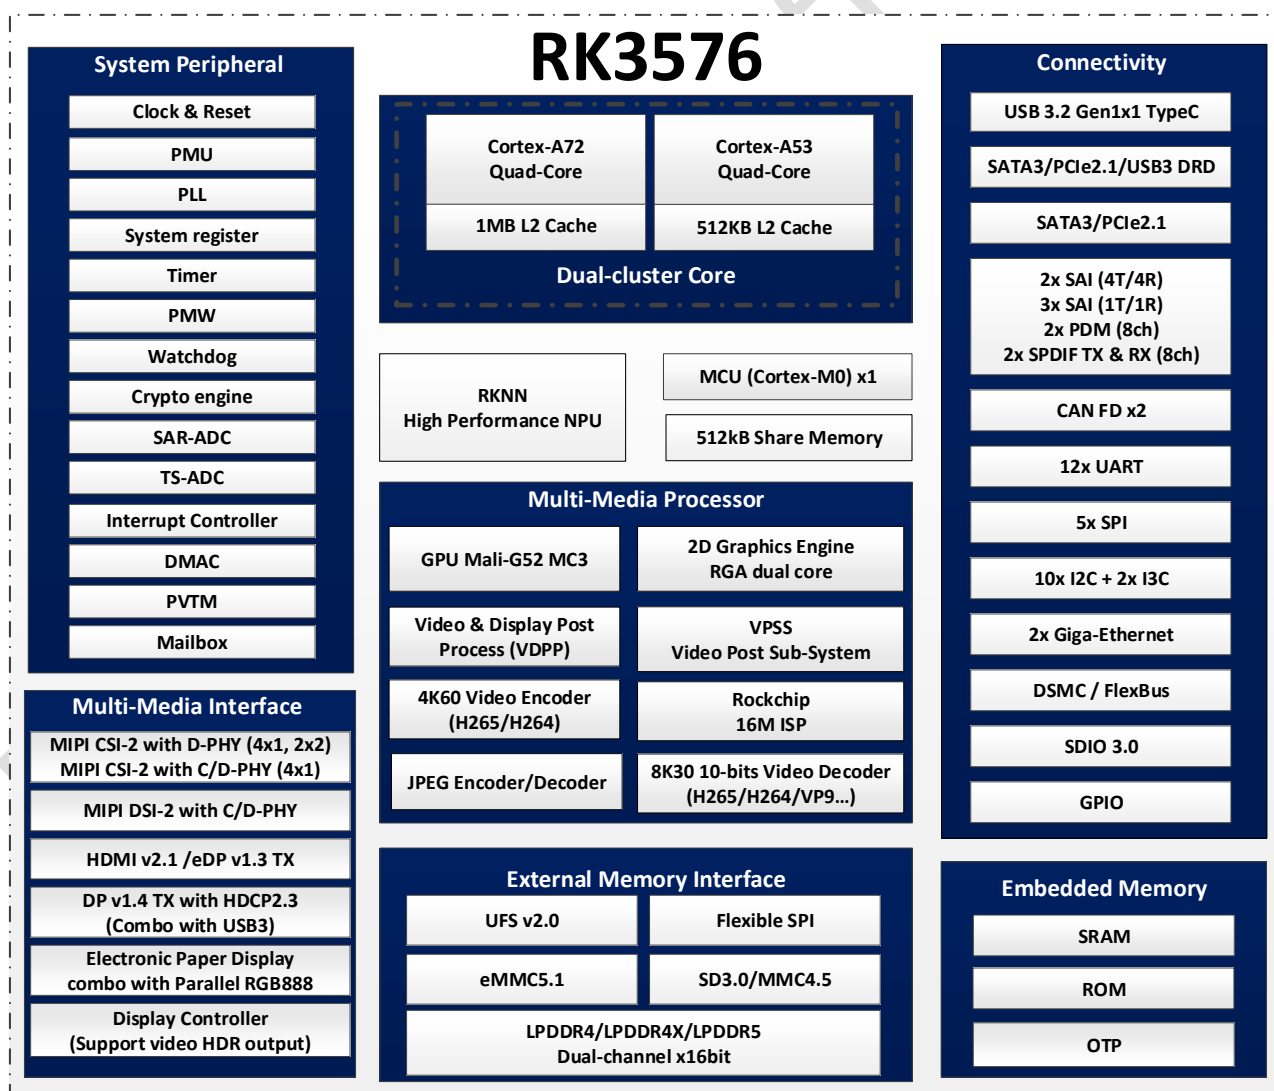 RK3576
System Peripheral
Clock & Reset
PMU
PLL
System register
Timer
PMW
Watchdog
Crypto engine
SAR-ADC
TS-ADC
Interrupt Controller
DMAC
PVTM
Mailbox
Multi-Media Interface
MIPI CSI-2 with D-PHY (4x1, 2x2)
MIPI CSI-2 with C/D-PHY (4x1)
MIPI DSI-2 with C/D-PHY
HDMI v2.1 /eDP v1.3 TX
DP v1.4 TX with HDCP2.3
(Combo with USB3)
Electronic Paper Display
combo with Parallel RGB888
Display Controller
(Support video HDR output)
Cortex-A72
Quad-Core
1MB L2 Cache
Cortex-A53
Quad-Core
512KB L2 Cache
Dual-cluster Core
RKNN
High Performance NPU
MCU (Cortex-M0) x1
512kB Share Memory
Multi-Media Processor
GPU Mali-G52 MC3
2D Graphics Engine
RGA dual core
Video & Display Post
Process (VDPP)
VPSS
Video Post Sub-System
4K60 Video Encoder
(H265/H264)
Rockchip
16M ISP
JPEG Encoder/Decoder
8K30 10-bits Video Decoder
(H265/H264/VP9...)
External Memory Interface
UFS v2.0
Flexible SPI
eMMC5.1
SD3.0/MMC4.5
LPDDR4/LPDDR4X/LPDDR5
Dual-channel x16bit
Connectivity
USB 3.2 Gen1x1 TypeC
SATA3/PCIe2.1/USB3 DRD
SATA3/PCIe2.1
2x SAI (4T/4R)
3x SAI (1T/1R)
2x PDM (8ch)
2x SPDIF TX & RX (8ch)
CAN FD x2
12x UART
5x SPI
10x I2C + 2x I3C
2x Giga-Ethernet
DSMC / FlexBus
SDIO 3.0
GPIO
Embedded Memory
SRAM
ROM
OTP